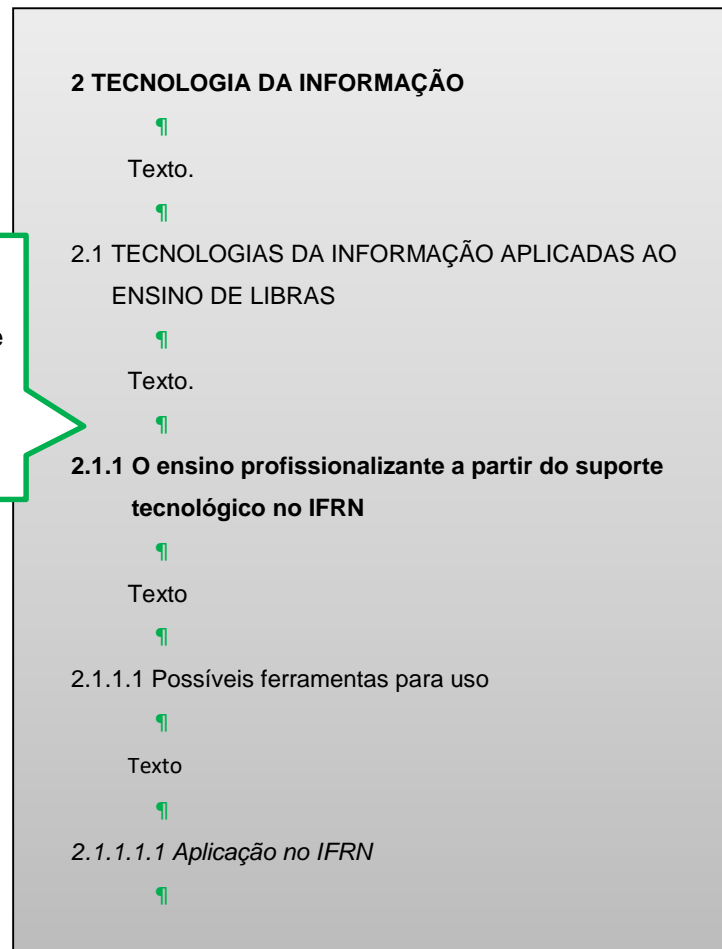 2 TECNOLOGIA DA INFORMAÇÃO
¶
Texto.
¶
2.1 TECNOLOGIAS DA INFORMAÇÃO APLICADAS AO
ENSINO DE LIBRAS
¶
Texto.
¶
2.1.1 O ensino profissionalizante a partir do suporte
tecnológico no IFRN
¶
Texto
¶
2.1.1.1 Possíveis ferramentas para uso
¶
Texto
¶
2.1.1.1.1 Aplicação no IFRN
¶